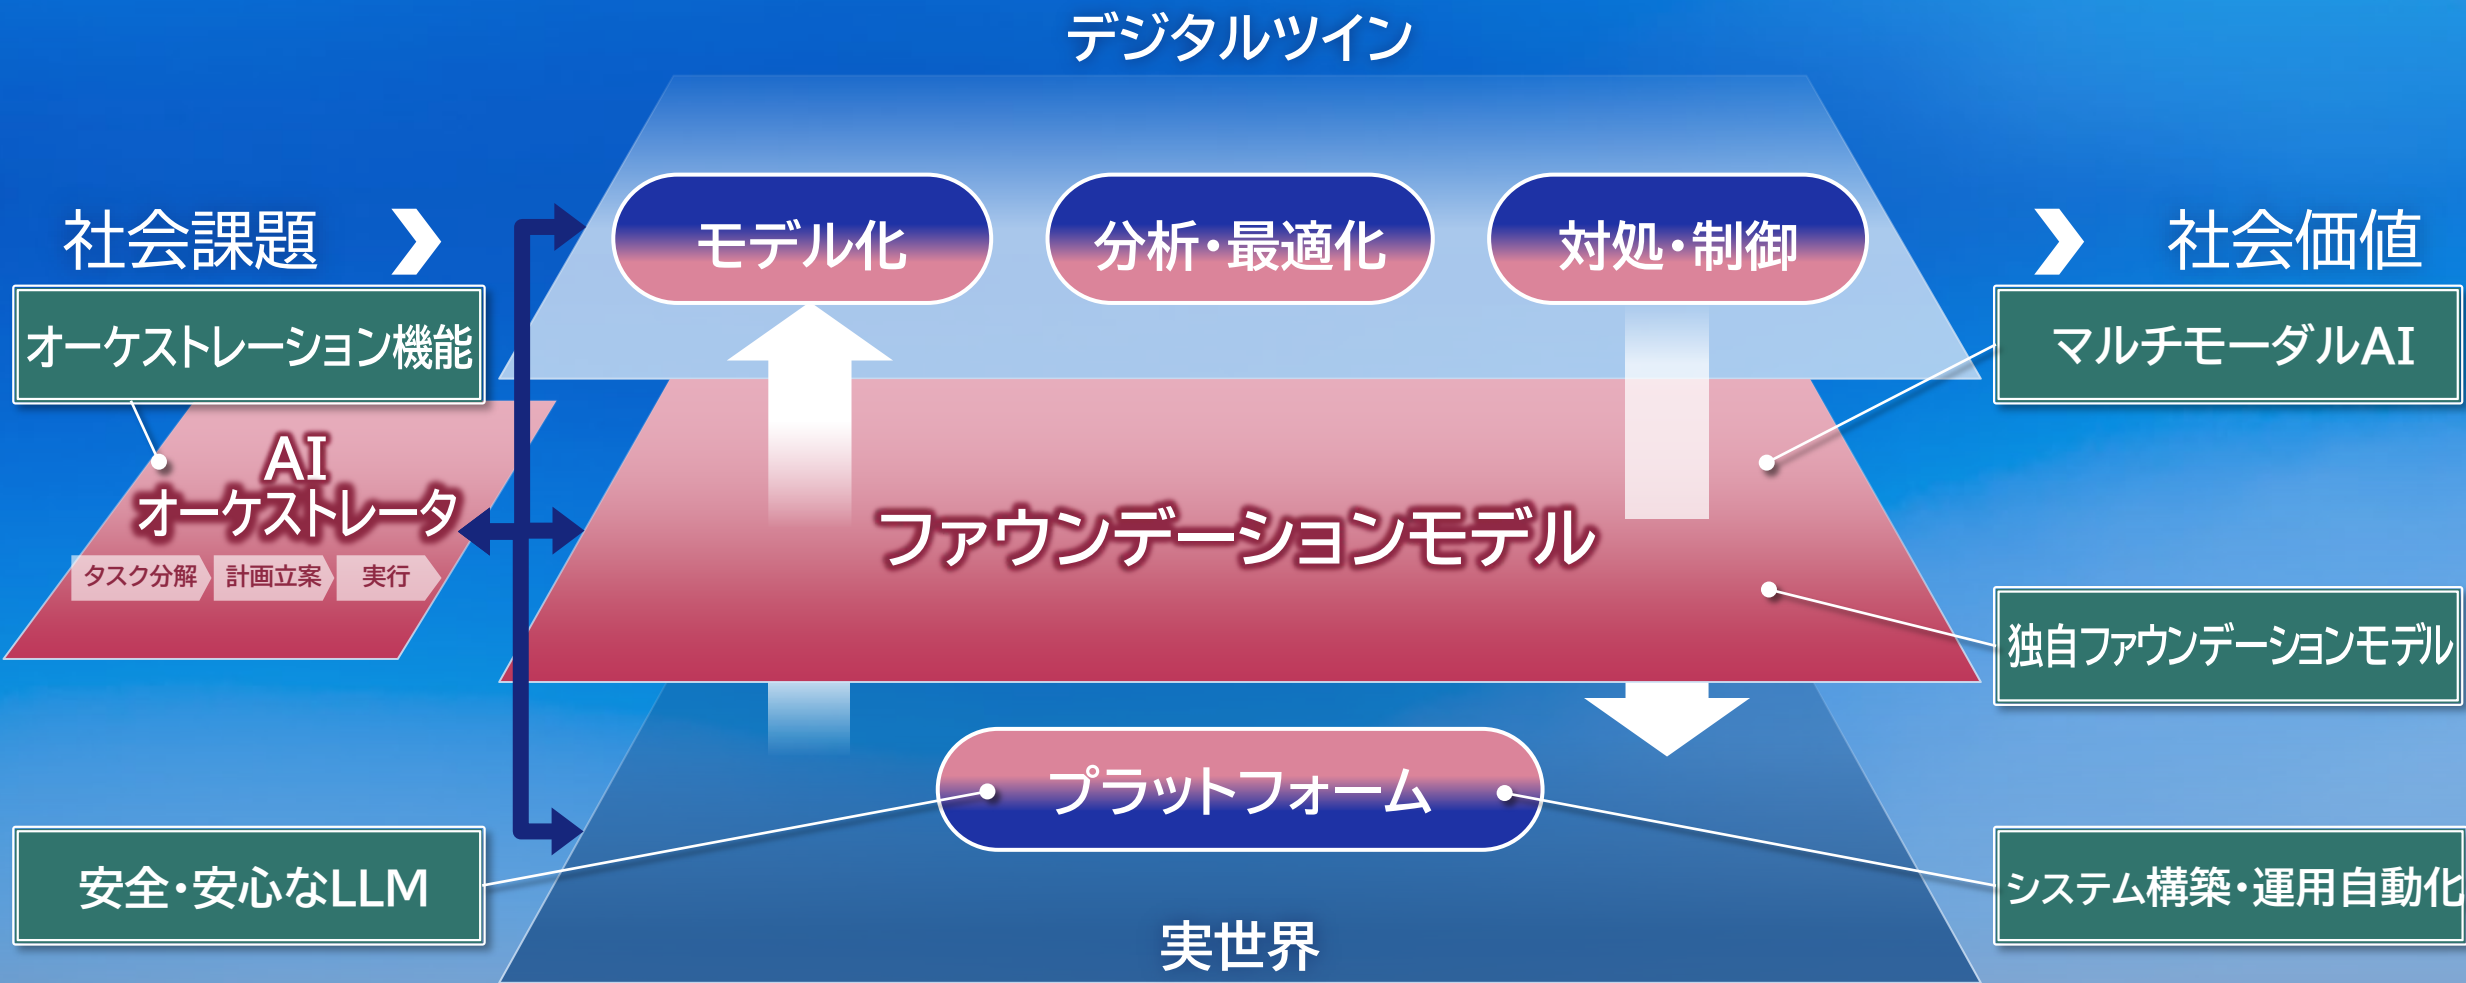 デジタルツイン
社会課題
モデル化
分析・最適化
対処・制御
社会価値
オーケストレーション機能
マルチモーダルAI
AI
オーケストレータ
タスク分解
計画立案
実行
ファウンデーションモデル
独自ファウンデーションモデル
プラットフォーム
安全・安心なLLM
システム構築・運用自動化
実世界